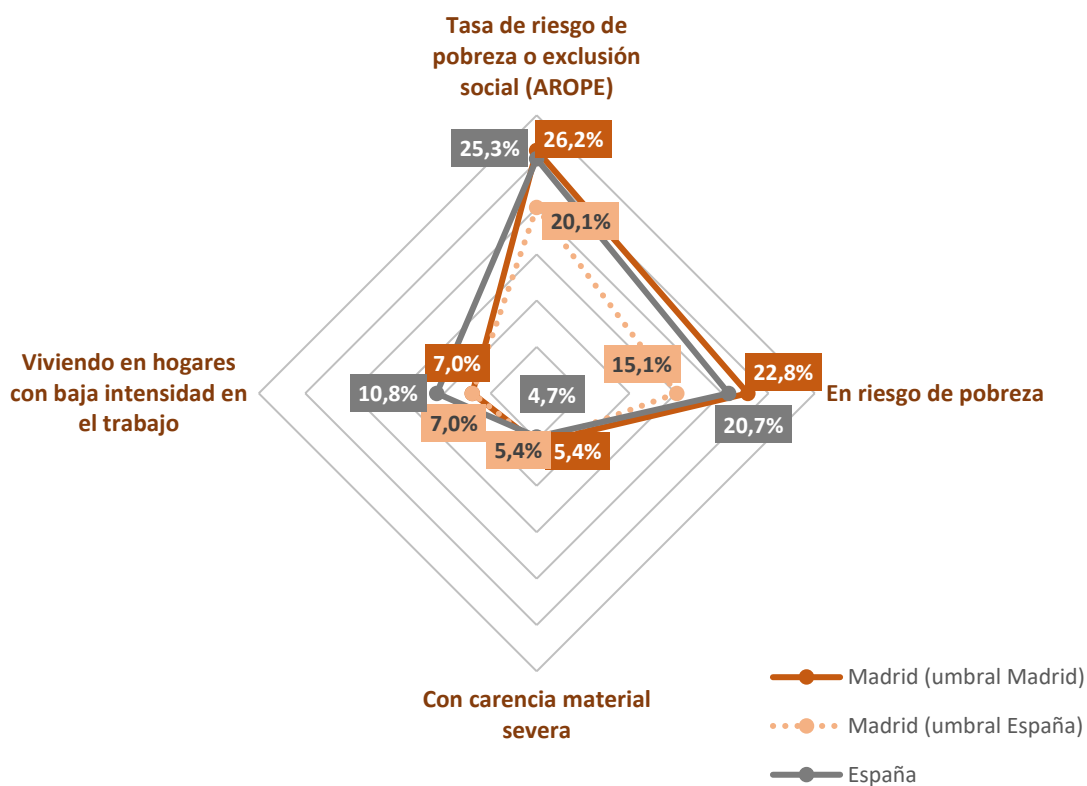 Tasa de riesgo de
pobreza o exclusión
social (AROPE)
25,3%
26,2%
20,1%
Viviendo en hogares
con baja intensidad en
el trabajo
7,0%
10,8%
7,0%
4,7%
15,1%
22,8%
20,7%
En riesgo de pobreza
5,4%
5,4%
Con carencia material
severa
Madrid (umbral Madrid)
Madrid (umbral España)
España